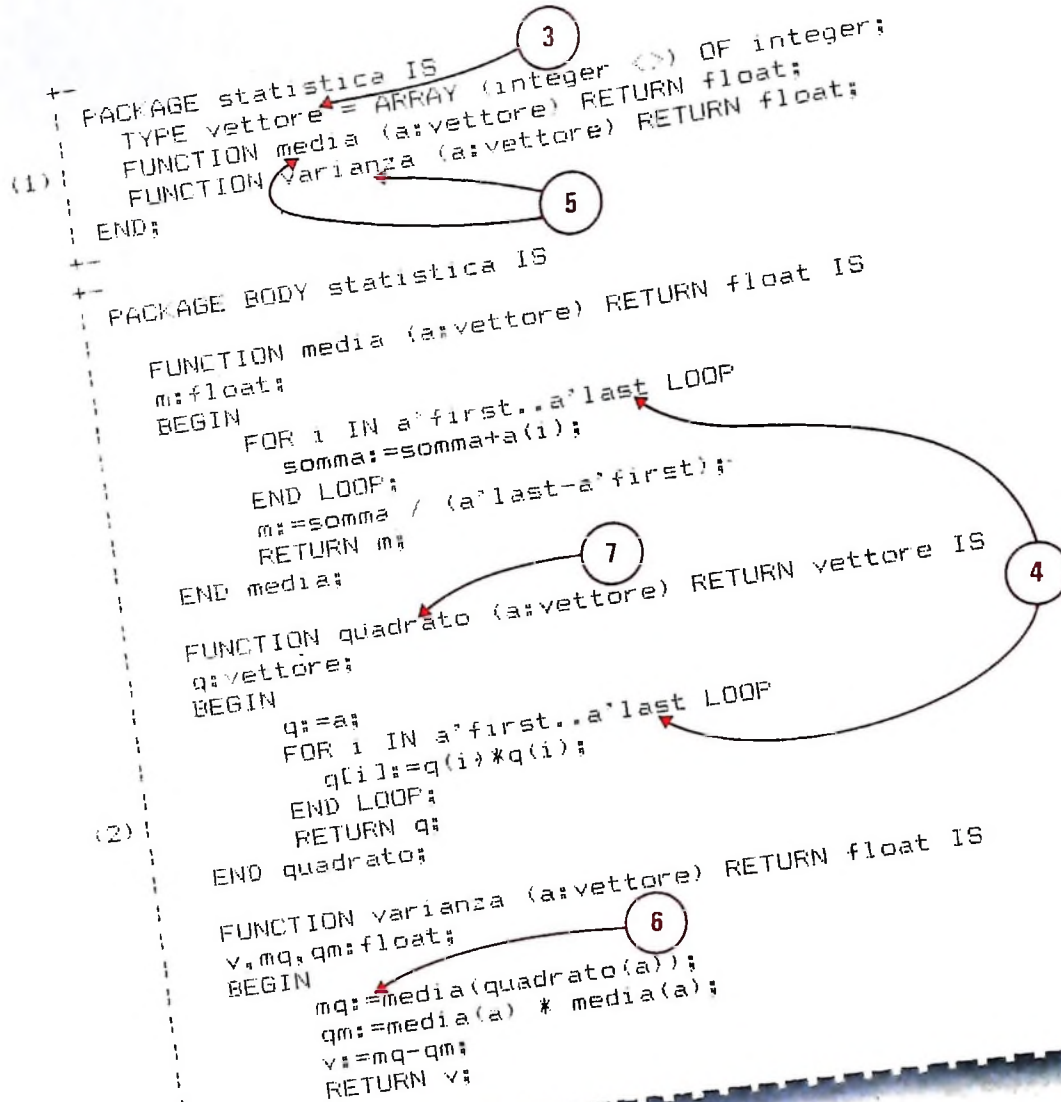 3
+-
PACKAGE statistica IS
TYPE vettore = ARRAY (integer <>) OF integer;
FUNCTION media (a:vettore) RETURN float;
(1) FUNCTION varianza (a:vettore) RETURN float;
5
END;
+-
+-
PACKAGE BODY statistica IS
FUNCTION media (a:vettore) RETURN float IS
m:float;
BEGIN
FOR i IN a'first..a'last LOOP
somma:=somma+a(i);
END LOOP;
m:=somma / (a'last-a'first);
RETURN m;
7
END media;
4
FUNCTION quadrato (a:vettore) RETURN vettore IS
q:vettore;
BEGIN
q:=a;
FOR i IN a'first..a'last LOOP
q[i]:=q(i)*q(i);
END LOOP;
(2) RETURN q;
END quadrato;
FUNCTION varianza (a:vettore) RETURN float IS
6
v,mq,qm:float;
BEGIN
mq:=media(quadrato(a));
qm:=media(a) * media(a);
v:=mq-qm;
RETURN v;